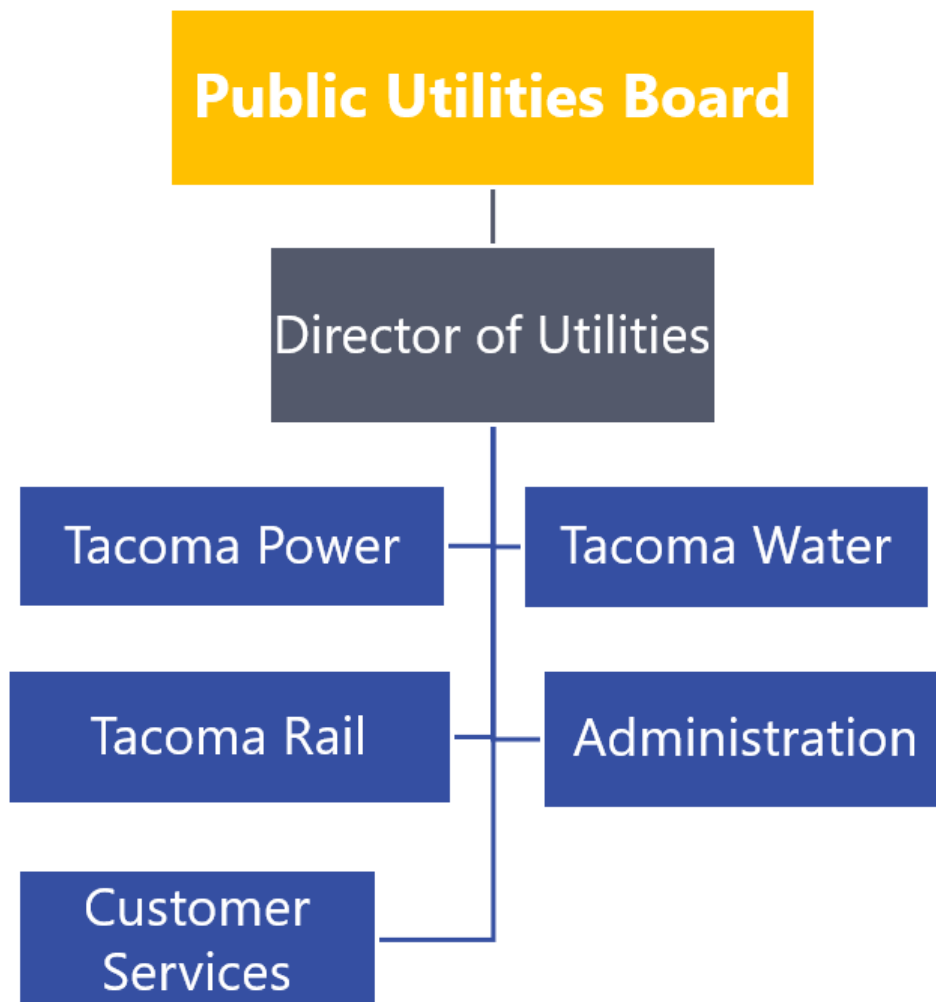 Public Utilities Board
Director of Utilities
Tacoma Power
Tacoma Water
Tacoma Rail
Administration
Customer
Services